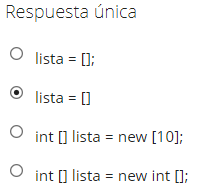 Respuesta única
lista = [];
lista = []
int [] lista = new [10];
int [] lista = new int [];